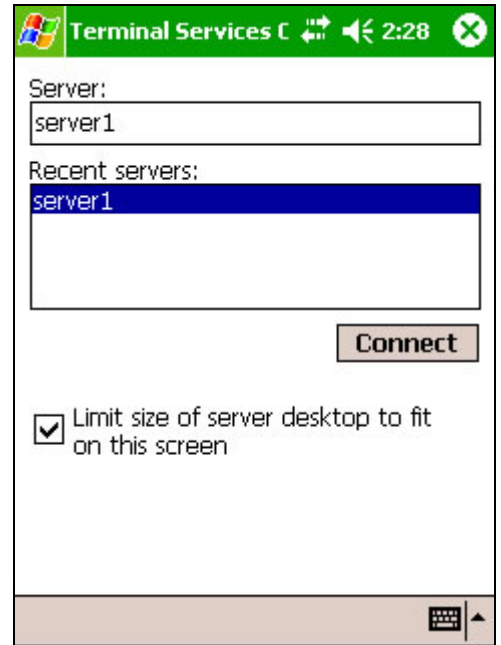 Terminal Services C 2:28
Server:
server1
Recent servers:
server1
Connect
Limit size of server desktop to fit
on this screen